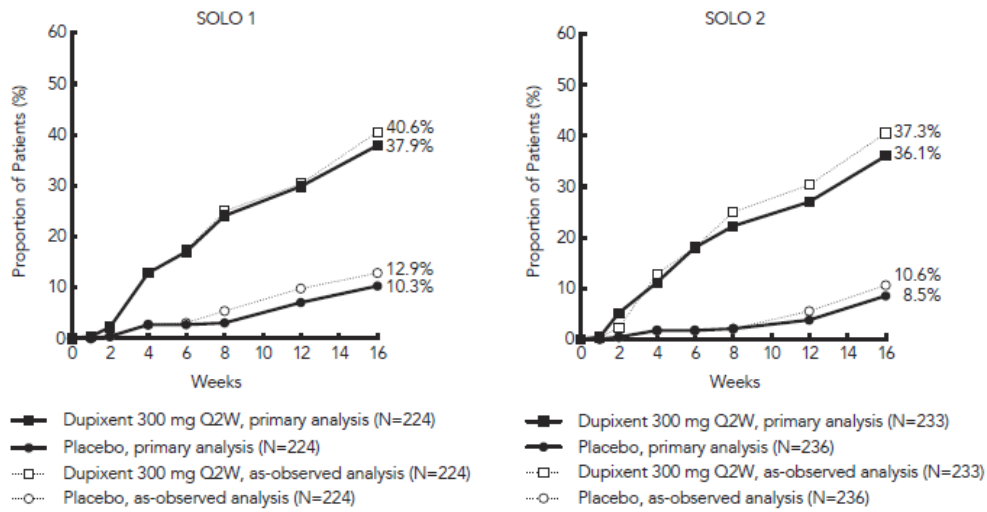 SOLO 1
60
50
40
30
20
10
0
Proportion of Patients (%)
40.6%
37.9%
12.9%
10.3%
0 2 4 6 8 10 12 14 16
Weeks
Dupixent 300 mg Q2W, primary analysis (N=224)
Placebo, primary analysis (N=224)
Dupixent 300 mg Q2W, as-observed analysis (N=224)
Placebo, as-observed analysis (N=224)
SOLO 2
60
50
40
30
20
10
0
Proportion of Patients (%)
37.3%
36.1%
10.6%
8.5%
0 2 4 6 8 10 12 14 16
Weeks
Dupixent 300 mg Q2W, primary analysis (N=233)
Placebo, primary analysis (N=236)
Dupixent 300 mg Q2W, as-observed analysis (N=233)
Placebo, as-observed analysis (N=236)